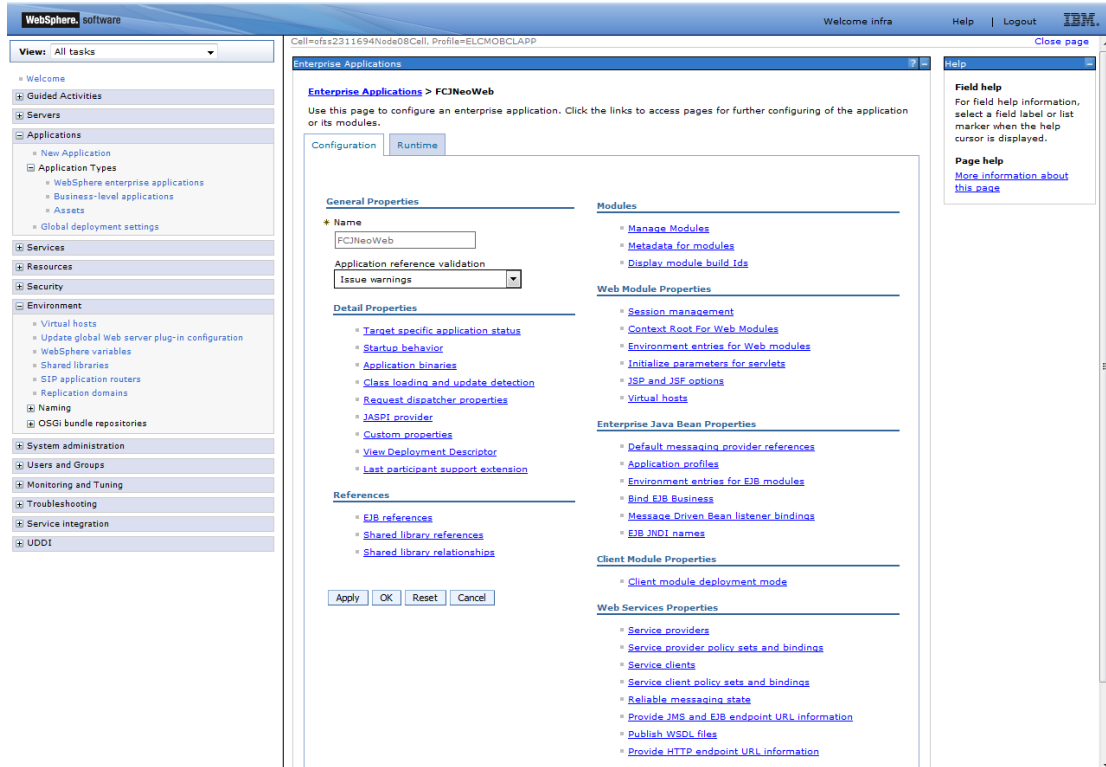 WebSphere. software
Welcome infra
Help | Logout
IBM.
View: All tasks
Welcome
Guided Activities
Servers
Applications
New Application
Application Types
WebSphere enterprise applications
Business-level applications
Assets
Global deployment settings
Services
Resources
Security
Environment
Virtual hosts
Update global Web server plug-in configuration
WebSphere variables
Shared libraries
SIP application routers
Replication domains
Naming
OSGi bundle repositories
System administration
Users and Groups
Monitoring and Tuning
Troubleshooting
Service integration
UDDI
Cell=ofss2311694Node08Cell, Profile=ELCMOBCLAPP
Close page
Enterprise Applications
Enterprise Applications > FCJNeoWeb
Use this page to configure an enterprise application. Click the links to access pages for further configuring of the application
or its modules.
Configuration
Runtime
General Properties
* Name
FCJNeoWeb
Application reference validation
Issue warnings
Detail Properties
Target specific application status
Startup behavior
Application binaries
Class loading and update detection
Request dispatcher properties
JASPI provider
Custom properties
View Deployment Descriptor
Last participant support extension
References
EJB references
Shared library references
Shared library relationships
Apply OK Reset Cancel
Modules
Manage Modules
Metadata for modules
Display module build Ids
Web Module Properties
Session management
Context Root For Web Modules
Environment entries for Web modules
Initialize parameters for servlets
JSP and JSF options
Virtual hosts
Enterprise Java Bean Properties
Default messaging provider references
Application profiles
Environment entries for EJB modules
Bind EJB Business
Message Driven Bean listener bindings
EJB JNDI names
Client Module Properties
Client module deployment mode
Web Services Properties
Service providers
Service provider policy sets and bindings
Service clients
Service client policy sets and bindings
Reliable messaging state
Provide JMS and EJB endpoint URL information
Publish WSDL files
Provide HTTP endpoint URL information
Help
Field help
For field help information,
select a field label or list
marker when the help
cursor is displayed.
Page help
More information about
this page